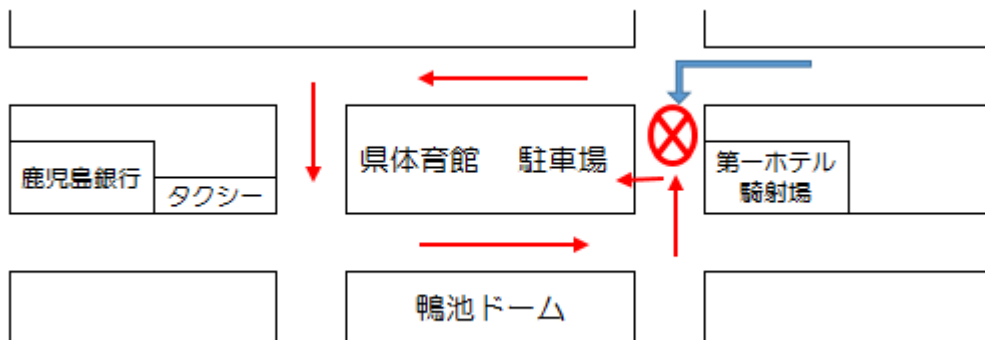 鹿児島銀行
タクシー
県体育館 駐車場
第一ホテル
騎射場
鴨池ドーム